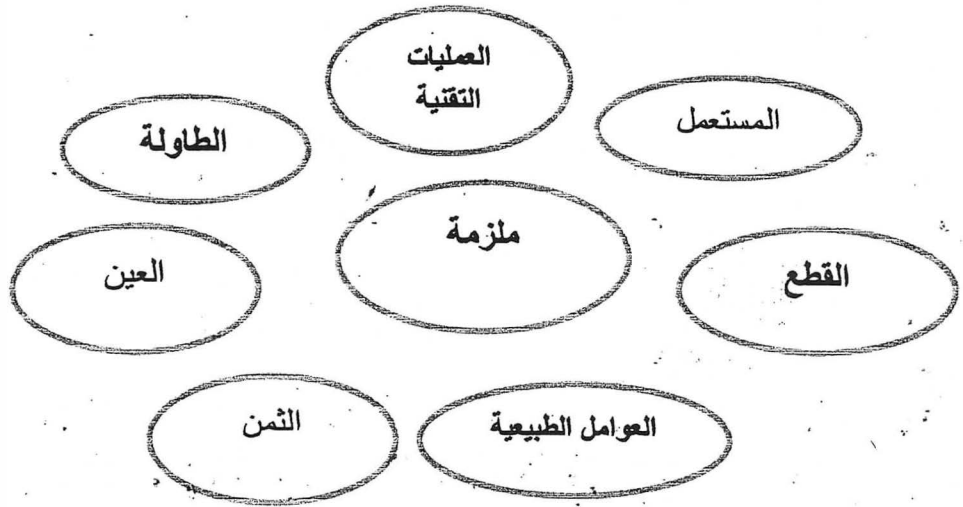 العمليات
التقنية
المستعمل
الطاولة
ملزمة
القطع
العين
العوامل الطبيعية
الثمن